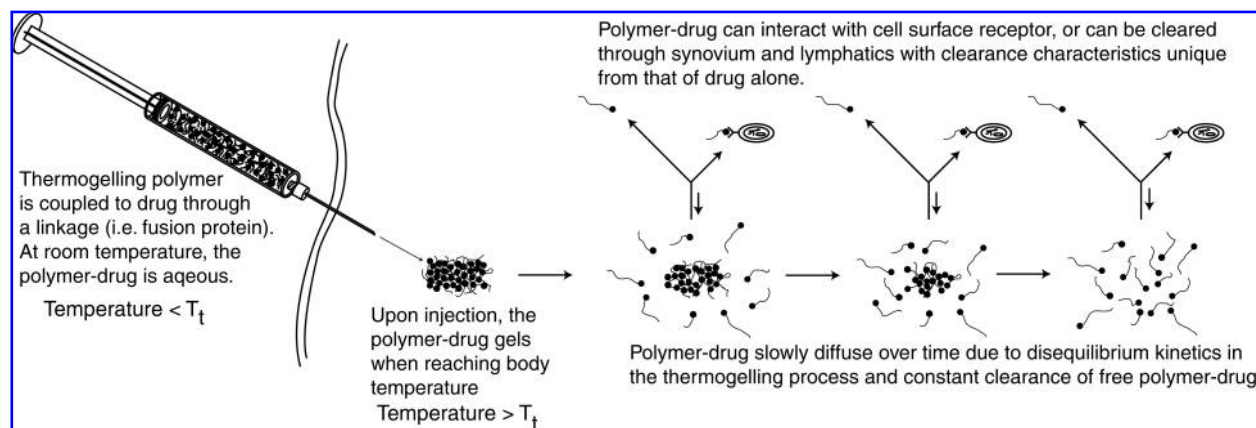 Polymer-drug can interact with cell surface receptor, or can be cleared
through synovium and lymphatics with clearance characteristics unique
from that of drug alone.
Thermogelling polymer
is coupled to drug through
a linkage (i.e. fusion protein).
At room temperature, the
polymer-drug is aqeous.
Temperature < Tt
Upon injection, the
polymer-drug gels
when reaching body
temperature
Temperature > Tt
Polymer-drug slowly diffuse over time due to disequilibrium kinetics in
the thermogelling process and constant clearance of free polymer-drug